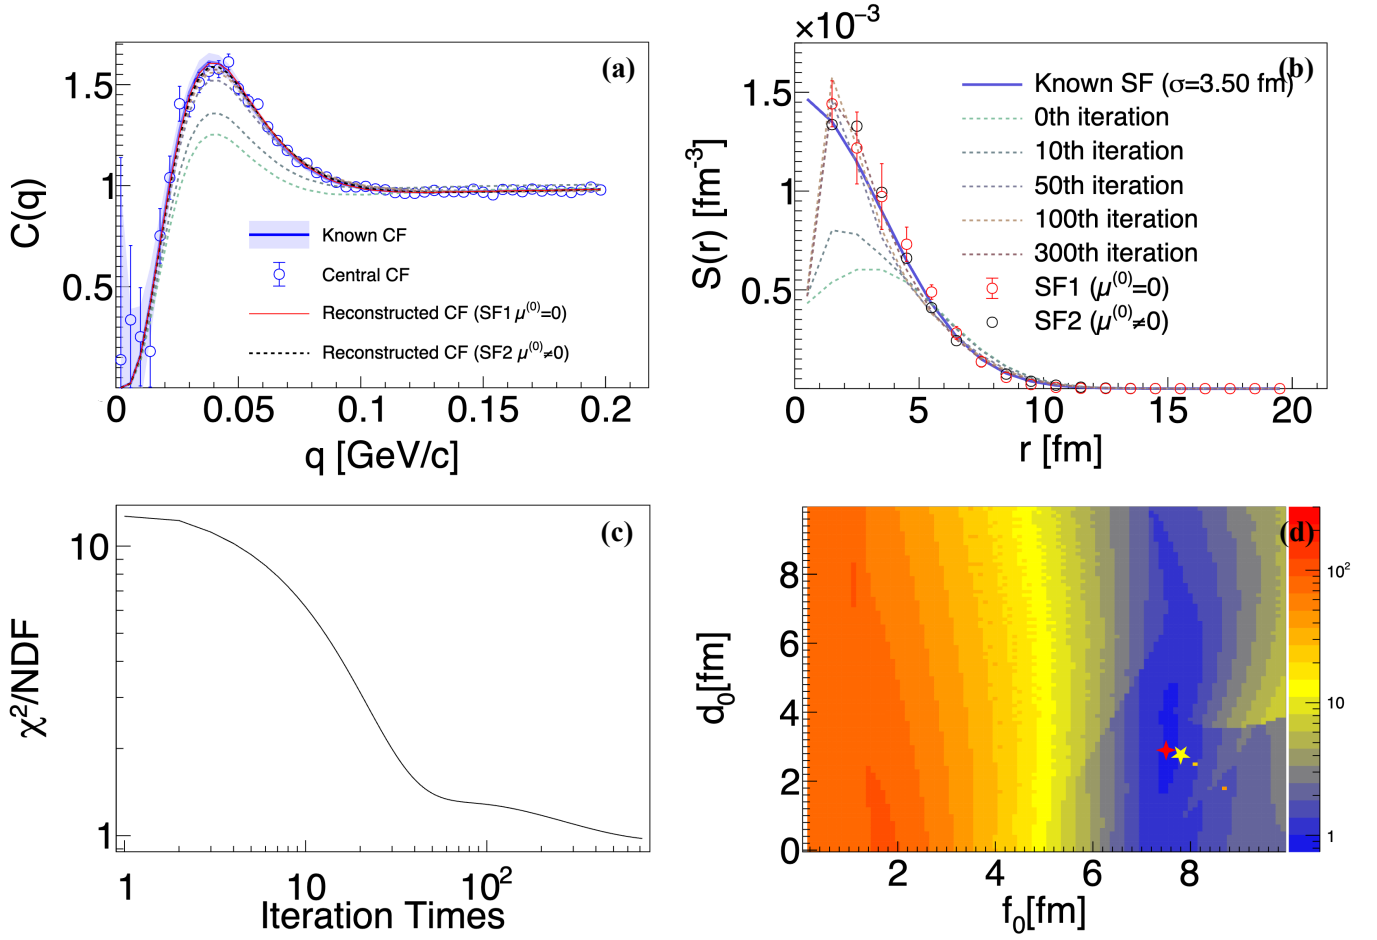 (a)
1.5
1
0.5
C(q)
Known CF
Central CF
Reconstructed CF (SF1 μ⁽⁰⁾=0)
Reconstructed CF (SF2 μ⁽⁰⁾≠0)
0 0.05 0.1 0.15 0.2
q [GeV/c]
×10⁻³
(b)
1.5
1
0.5
S(r) [fm⁻³]
Known SF (σ=3.50 fm)
0th iteration
10th iteration
50th iteration
100th iteration
300th iteration
SF1 (μ⁽⁰⁾=0)
SF2 (μ⁽⁰⁾≠0)
0 5 10 15 20
r [fm]
(c)
10
1
χ²/NDF
1 10 10²
Iteration Times
(d)
8
6
4
2
0
d₀[fm]
2 4 6 8
f₀[fm]
10²
10
1